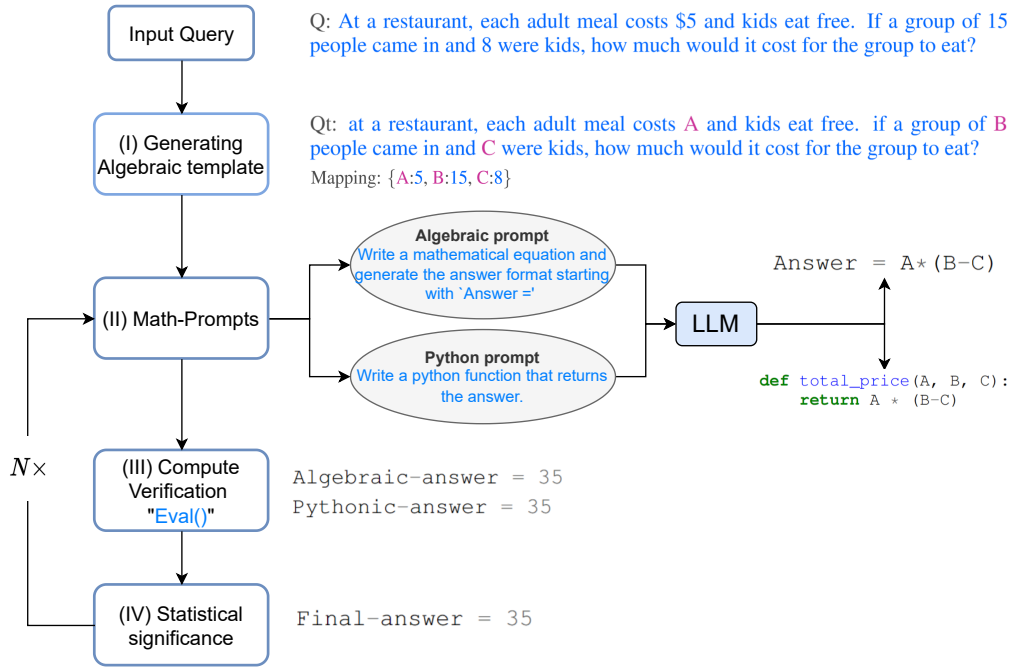 Input Query
Q: At a restaurant, each adult meal costs $5 and kids eat free. If a group of 15
people came in and 8 were kids, how much would it cost for the group to eat?
(I) Generating
Algebraic template
Qt: at a restaurant, each adult meal costs A and kids eat free. if a group of B
people came in and C were kids, how much would it cost for the group to eat?
Mapping: {A:5, B:15, C:8}
(II) Math-Prompts
Algebraic prompt
Write a mathematical equation and
generate the answer format starting
with `Answer ='
Python prompt
Write a python function that returns
the answer.
LLM
Answer = A*(B-C)
def total_price(A, B, C):
    return A * (B-C)
N×
(III) Compute
Verification
"Eval()"
Algebraic-answer = 35
Pythonic-answer = 35
(IV) Statistical
significance
Final-answer = 35